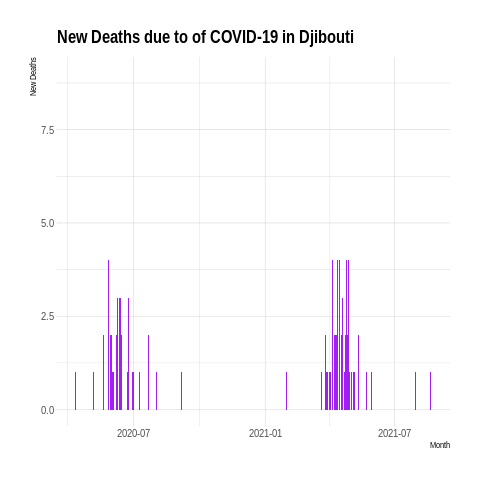 New Deaths due to of COVID-19 in Djibouti
New Deaths
7.5
5.0
2.5
0.0
2020-07 2021-01 2021-07
Month